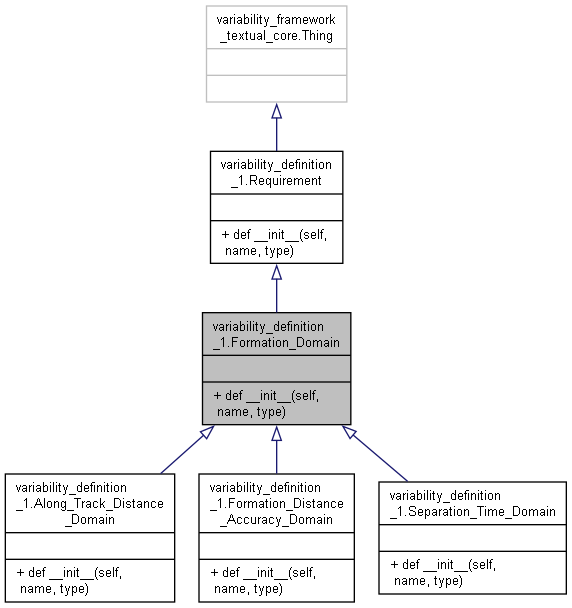 variability_framework
_textual_core.Thing
variability_definition
_1.Requirement
+ def __init__(self,
name, type)
variability_definition
_1.Formation_Domain
+ def __init__(self,
name, type)
variability_definition
_1.Along_Track_Distance
_Domain
+ def __init__(self,
name, type)
variability_definition
_1.Formation_Distance
_Accuracy_Domain
+ def __init__(self,
name, type)
variability_definition
_1.Separation_Time_Domain
+ def __init__(self,
name, type)